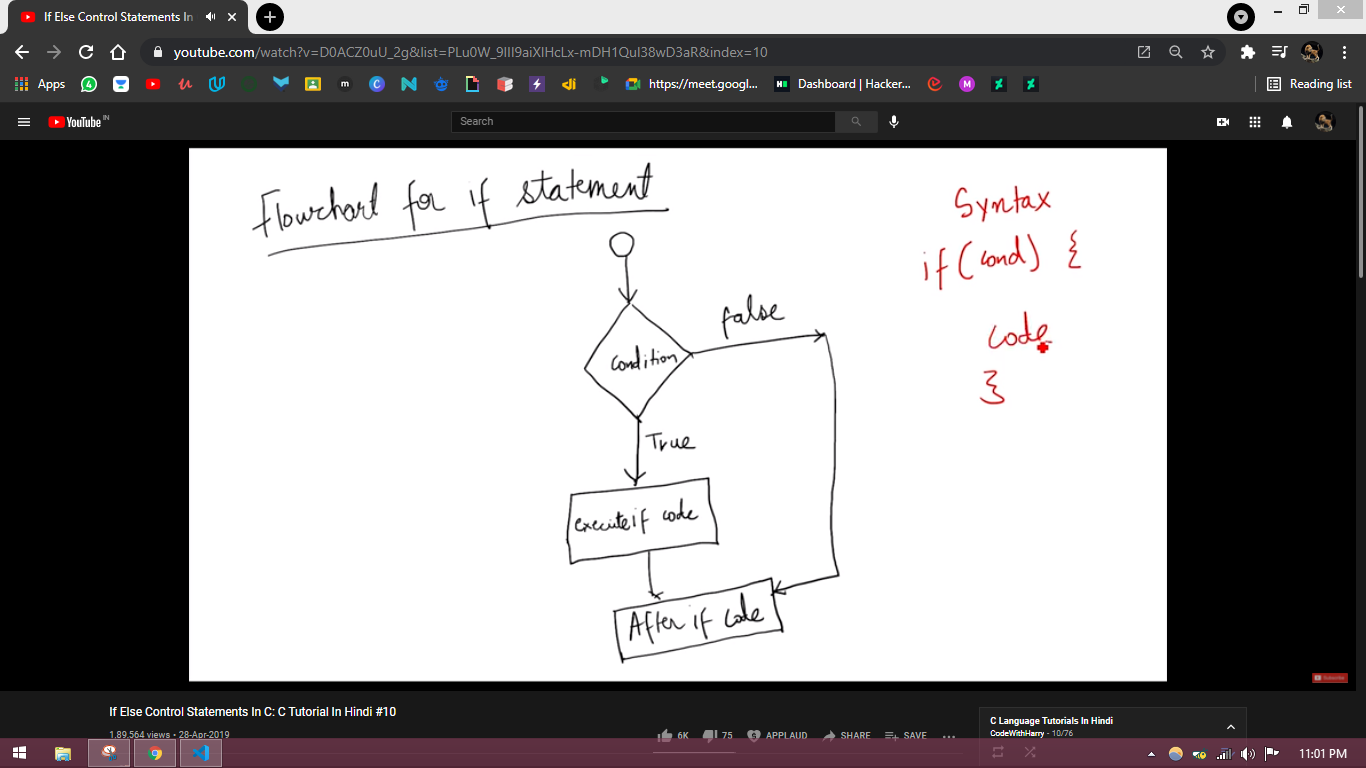 If Else Control Statements In
youtube.com/watch?v=D0ACZ0uU_2g&list=PLu0W_9lII9aiXlHcLx-mDH1Qul38wD3aR&index=10
Apps
https://meet.googl...
Dashboard | Hacker...
Reading list
YouTube IN
Search
Flowchart for if statement
Syntax
if (cond) {
code
}
condition
false
True
execute if code
After if code
Subscribe
If Else Control Statements In C: C Tutorial In Hindi #10
1,89,564 views • 28-Apr-2019
6K
75
APPLAUD
SHARE
SAVE
C Language Tutorials In Hindi
CodeWithHarry - 10/76
11:01 PM